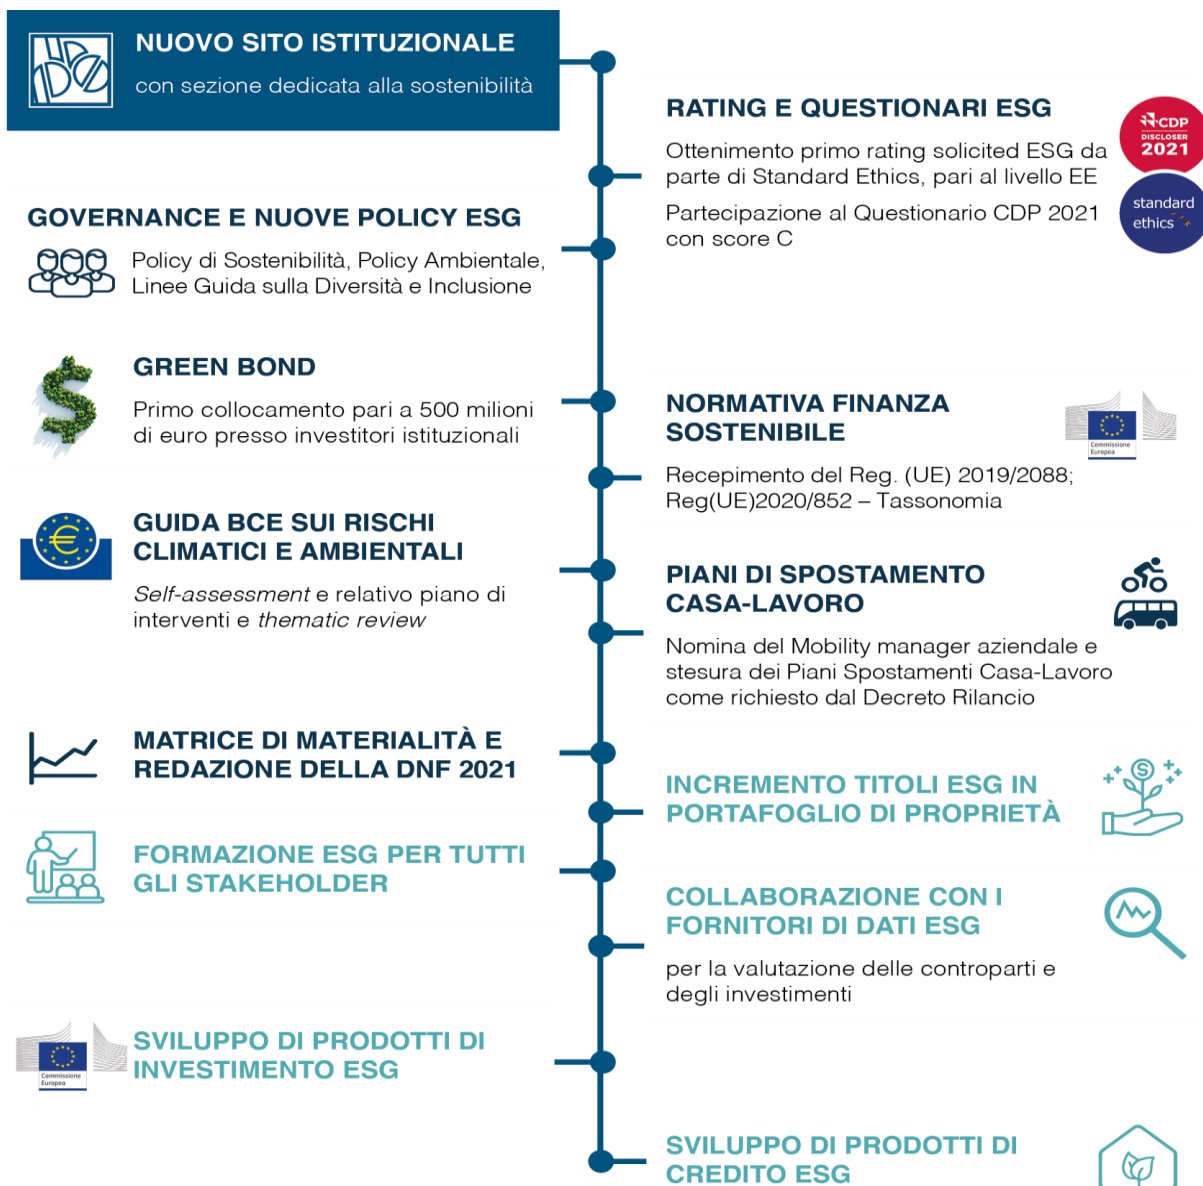 NUOVO SITO ISTITUZIONALE
con sezione dedicata alla sostenibilità
RATING E QUESTIONARI ESG
Ottenimento primo rating solicited ESG da
parte di Standard Ethics, pari al livello EE
Partecipazione al Questionario CDP 2021
con score C
CDP
DISCLOSER
2021
standard
ethics
GOVERNANCE E NUOVE POLICY ESG
Policy di Sostenibilità, Policy Ambientale,
Linee Guida sulla Diversità e Inclusione
GREEN BOND
Primo collocamento pari a 500 milioni
di euro presso investitori istituzionali
NORMATIVA FINANZA
SOSTENIBILE
Recepimento del Reg. (UE) 2019/2088;
Reg(UE)2020/852 – Tassonomia
Commissione
Europea
GUIDA BCE SUI RISCHI
CLIMATICI E AMBIENTALI
Self-assessment e relativo piano di
interventi e thematic review
PIANI DI SPOSTAMENTO
CASA-LAVORO
Nomina del Mobility manager aziendale e
stesura dei Piani Spostamenti Casa-Lavoro
come richiesto dal Decreto Rilancio
MATRICE DI MATERIALITÀ E
REDAZIONE DELLA DNF 2021
INCREMENTO TITOLI ESG IN
PORTAFOGLIO DI PROPRIETÀ
FORMAZIONE ESG PER TUTTI
GLI STAKEHOLDER
COLLABORAZIONE CON I
FORNITORI DI DATI ESG
per la valutazione delle controparti e
degli investimenti
Commissione
Europea
SVILUPPO DI PRODOTTI DI
INVESTIMENTO ESG
SVILUPPO DI PRODOTTI DI
CREDITO ESG